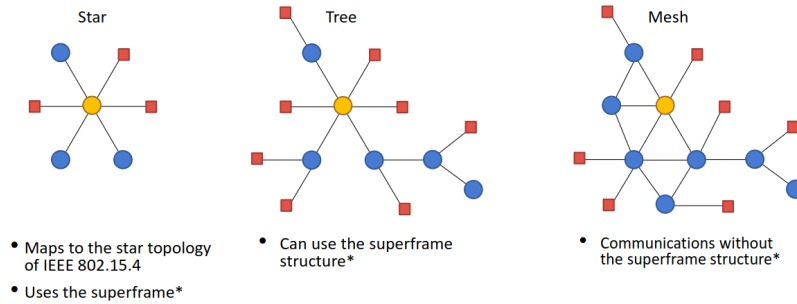 Star
Tree
Mesh
• Maps to the star topology
of IEEE 802.15.4
• Uses the superframe*
• Can use the superframe
structure*
• Communications without
the superframe structure*